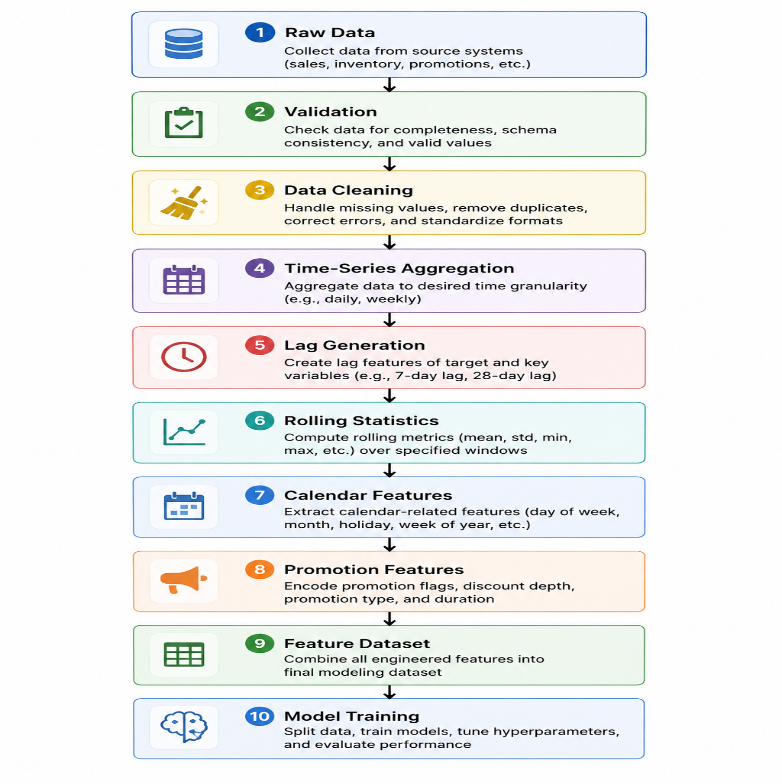 1 Raw Data
Collect data from source systems
(sales, inventory, promotions, etc.)
2 Validation
Check data for completeness, schema
consistency, and valid values
3 Data Cleaning
Handle missing values, remove duplicates,
correct errors, and standardize formats
4 Time-Series Aggregation
Aggregate data to desired time granularity
(e.g., daily, weekly)
5 Lag Generation
Create lag features of target and key
variables (e.g., 7-day lag, 28-day lag)
6 Rolling Statistics
Compute rolling metrics (mean, std, min,
max, etc.) over specified windows
7 Calendar Features
Extract calendar-related features (day of week,
month, holiday, week of year, etc.)
8 Promotion Features
Encode promotion flags, discount depth,
promotion type, and duration
9 Feature Dataset
Combine all engineered features into
final modeling dataset
10 Model Training
Split data, train models, tune hyperparameters,
and evaluate performance